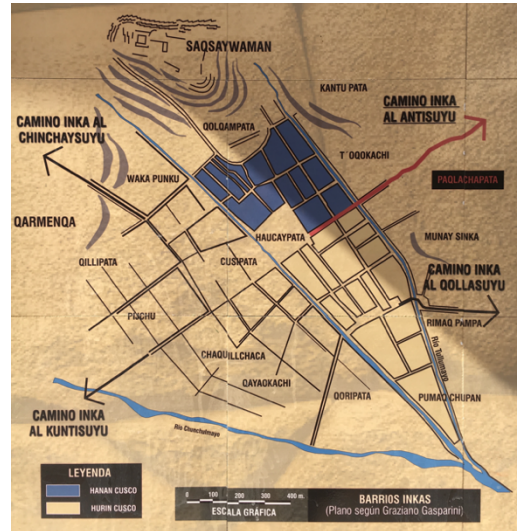 SAQSAYWAMAN
KANTU PATA
CAMINO INKA
AL ANTISUYU
CAMINO INKA AL
CHINCHAYSUYU
QOLQAMPATA
T´OQOKACHI
WAKA PUNKU
PAQLACHAPATA
QARMENQA
HAUCAYPATA
MUNAY SINKA
QILLIPATA
CUSIPATA
CAMINO INKA
AL QOLLASUYU
PISCHU
RIMAQ PAMPA
CHAQUILLCHACA
Río Tullumayo
QAYAOKACHI
QORIPATA
PUMAQ CHUPAN
CAMINO INKA
AL KUNTISUYU
Río Chunchulmayo
LEYENDA
HANAN CUSCO
HURIN CUSCO
0 100 200 300 400 m.
ESCALA GRÁFICA
BARRIOS INKAS
(Plano según Graziano Gasparini)